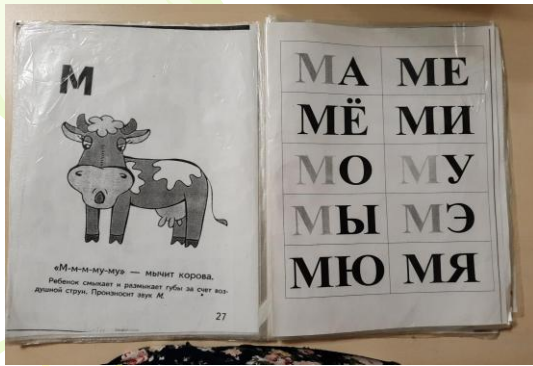 М
«М-м-м-му-му» — мычит корова.
Ребенок смыкает и размыкает губы за счет воз-
душной струи. Произносит звук М.
27
МА МЕ
МЁ МИ
МО МУ
МЫ МЭ
МЮ МЯ